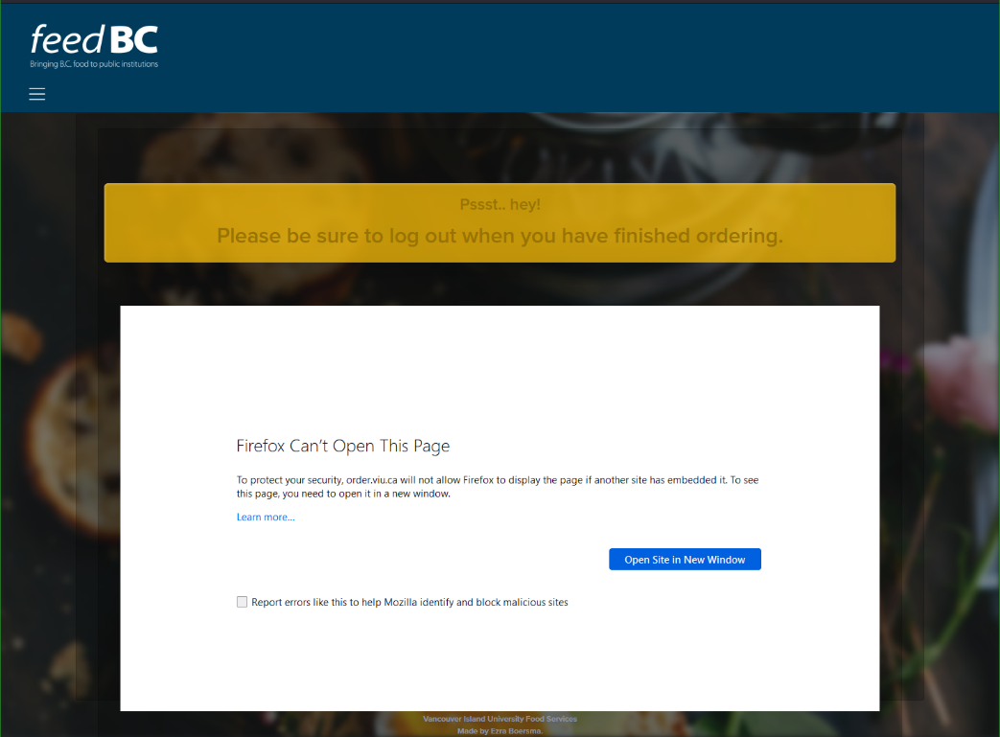 feed BC
Bringing B.C. food to public institutions
Pssst.. hey!
Please be sure to log out when you have finished ordering.
Firefox Can’t Open This Page
To protect your security, order.viu.ca will not allow Firefox to display the page if another site has embedded it. To see
this page, you need to open it in a new window.
Learn more...
Open Site in New Window
Report errors like this to help Mozilla identify and block malicious sites
Vancouver Island University Food Services
Made by Ezra Boersma.